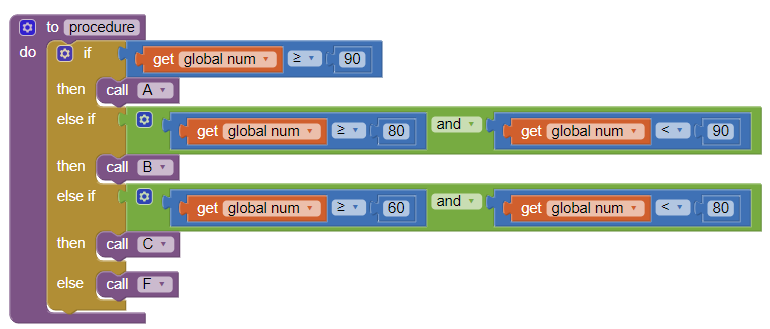 to procedure
do if get global num ≥ 90
then call A
else if get global num ≥ 80 and get global num < 90
then call B
else if get global num ≥ 60 and get global num < 80
then call C
else call F